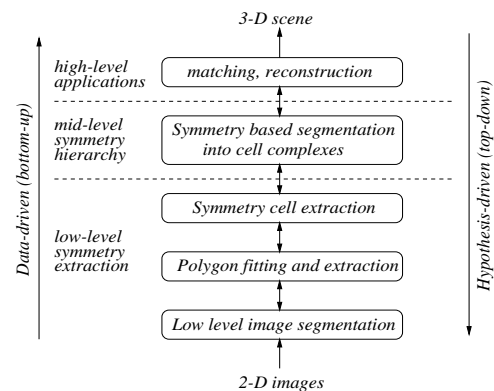 3-D scene
high-level
applications
matching, reconstruction
mid-level
symmetry
hierarchy
Symmetry based segmentation
into cell complexes
Symmetry cell extraction
low-level
symmetry
extraction
Polygon fitting and extraction
Low level image segmentation
2-D images
Data-driven (bottom-up)
Hypothesis-driven (top-down)